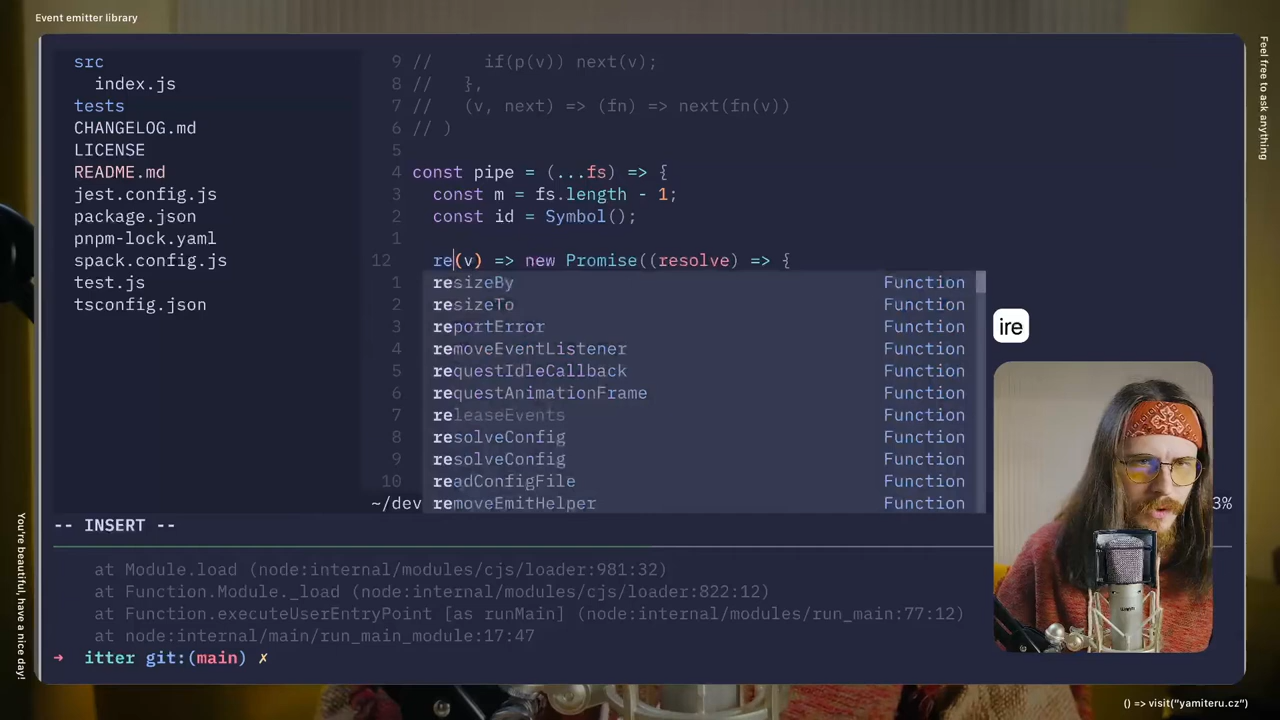 Event emitter library
Feel free to ask anything
src
index.js
tests
CHANGELOG.md
LICENSE
README.md
jest.config.js
package.json
pnpm-lock.yaml
spack.config.js
test.js
tsconfig.json
9 //     if(p(v)) next(v);
8 //   },
7 //   (v, next) => (fn) => next(fn(v))
6 // )
5
4 const pipe = (...fs) => {
3   const m = fs.length - 1;
2   const id = Symbol();
1
12   re(v) => new Promise((resolve) => {
1 resizeBy Function
2 resizeTo Function
3 reportError Function
4 removeEventListener Function
5 requestIdleCallback Function
6 requestAnimationFrame Function
7 releaseEvents Function
8 resolveConfig Function
9 resolveConfig Function
10 readConfigFile Function
~/dev removeEmitHelper Function 3%
ire
-- INSERT --
at Module.load (node:internal/modules/cjs/loader:981:32)
at Function.Module._load (node:internal/modules/cjs/loader:822:12)
at Function.executeUserEntryPoint [as runMain] (node:internal/modules/run_main:77:12)
at node:internal/main/run_main_module:17:47
→ itter git:(main) ✗
You're beautiful, have a nice day!
() => visit("yamiteru.cz")